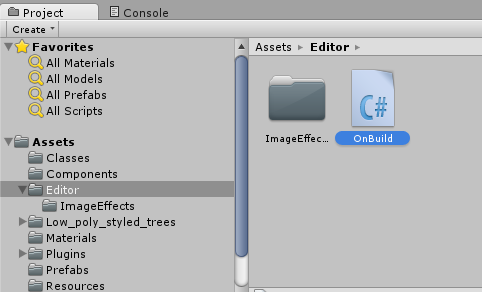 Project
Console
Create
Favorites
All Materials
All Models
All Prefabs
All Scripts
Assets
Classes
Components
Editor
ImageEffects
Low_poly_styled_trees
Materials
Plugins
Prefabs
Resources
Assets Editor
C#
ImageEffec... OnBuild